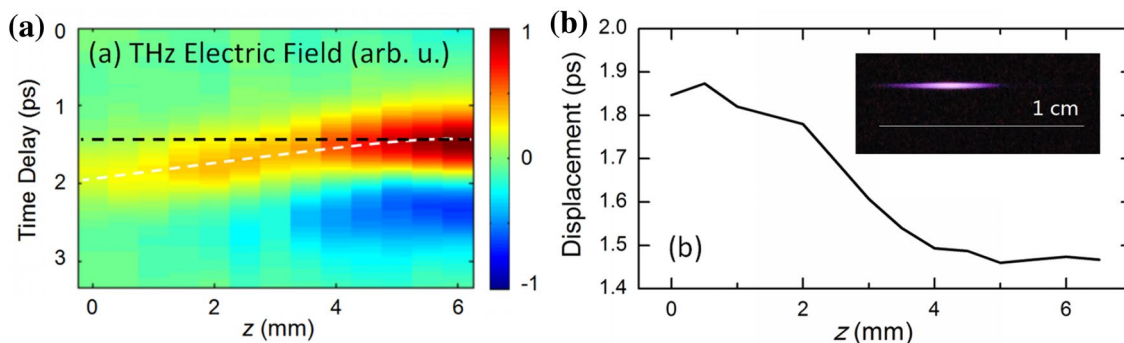 (a)
(a) THz Electric Field (arb. u.)
Time Delay (ps)
0
1
2
3
0
2
4
6
z (mm)
1
0
-1
(b)
Displacement (ps)
2.0
1.9
1.8
1.7
1.6
1.5
1.4
1 cm
(b)
0
2
4
6
z (mm)